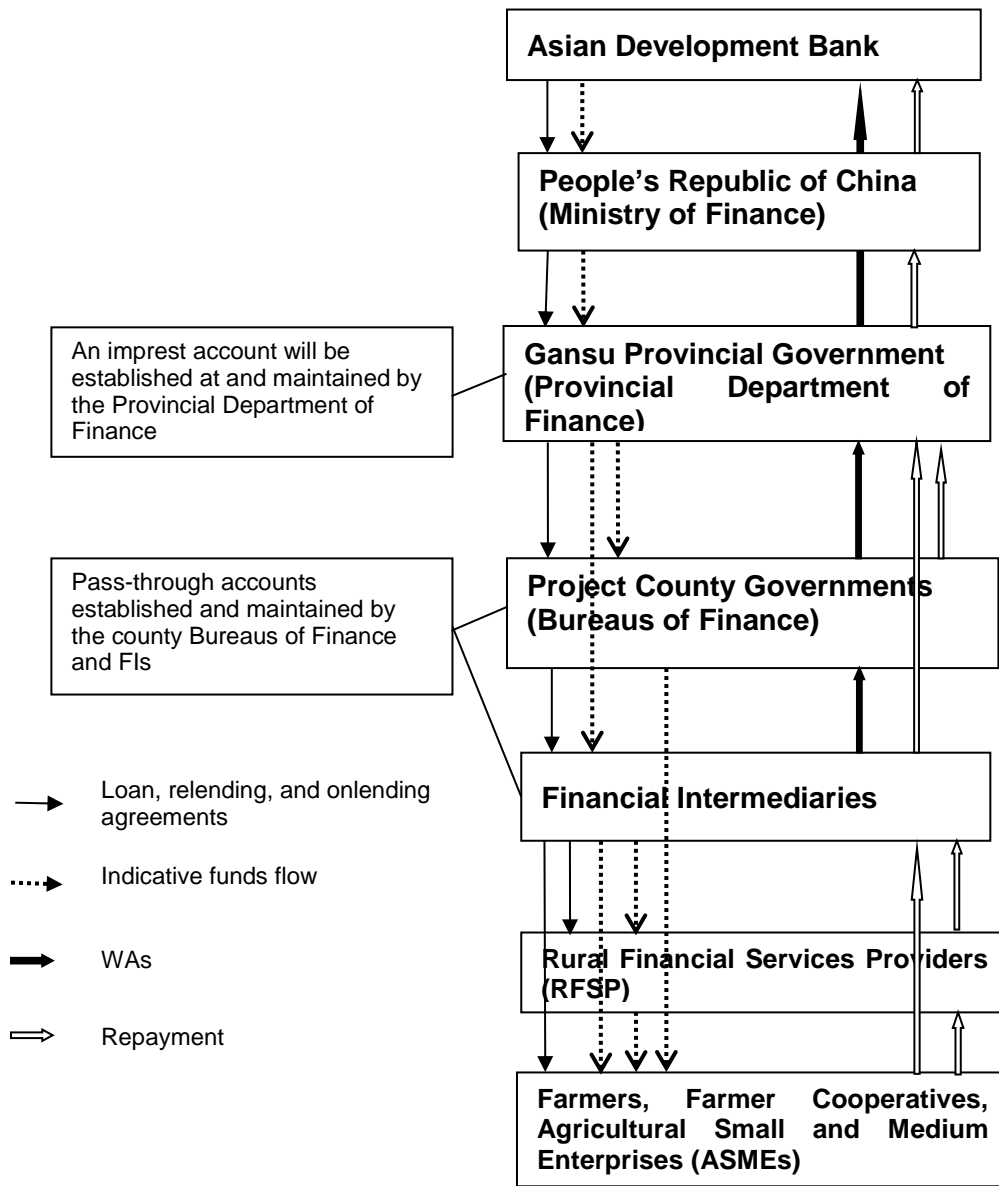 Asian Development Bank
People's Republic of China
(Ministry of Finance)
Gansu Provincial Government
(Provincial Department of
Finance)
An imprest account will be
established at and maintained by
the Provincial Department of
Finance
Project County Governments
(Bureaus of Finance)
Pass-through accounts
established and maintained by
the county Bureaus of Finance
and FIs
Financial Intermediaries
Loan, relending, and onlending
agreements
Indicative funds flow
WAs
Repayment
Rural Financial Services Providers
(RFSP)
Farmers, Farmer Cooperatives,
Agricultural Small and Medium
Enterprises (ASMEs)